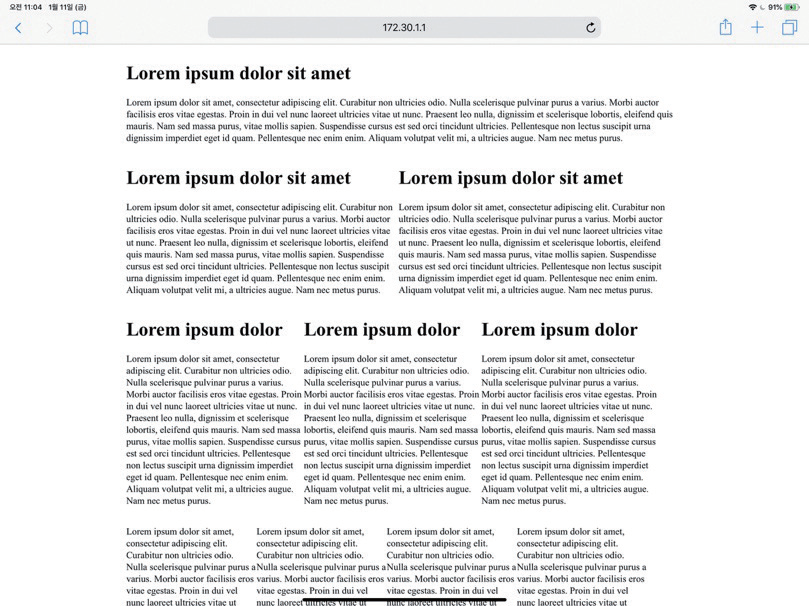 오전 11:04 1월 11일 (금)
91%
172.30.1.1
Lorem ipsum dolor sit amet
Lorem ipsum dolor sit amet, consectetur adipiscing elit. Curabitur non ultricies odio. Nulla scelerisque pulvinar purus a varius. Morbi auctor
facilisis eros vitae egestas. Proin in dui vel nunc laoreet ultricies vitae ut nunc. Praesent leo nulla, dignissim et scelerisque lobortis, eleifend quis
mauris. Nam sed massa purus, vitae mollis sapien. Suspendisse cursus est sed orci tincidunt ultricies. Pellentesque non lectus suscipit urna
dignissim imperdiet eget id quam. Pellentesque nec enim enim. Aliquam volutpat velit mi, a ultricies augue. Nam nec metus purus.
Lorem ipsum dolor sit amet
Lorem ipsum dolor sit amet, consectetur adipiscing elit. Curabitur non
ultricies odio. Nulla scelerisque pulvinar purus a varius. Morbi auctor
facilisis eros vitae egestas. Proin in dui vel nunc laoreet ultricies vitae
ut nunc. Praesent leo nulla, dignissim et scelerisque lobortis, eleifend
quis mauris. Nam sed massa purus, vitae mollis sapien. Suspendisse
cursus est sed orci tincidunt ultricies. Pellentesque non lectus suscipit
urna dignissim imperdiet eget id quam. Pellentesque nec enim enim.
Aliquam volutpat velit mi, a ultricies augue. Nam nec metus purus.
Lorem ipsum dolor sit amet
Lorem ipsum dolor sit amet, consectetur adipiscing elit. Curabitur non
ultricies odio. Nulla scelerisque pulvinar purus a varius. Morbi auctor
facilisis eros vitae egestas. Proin in dui vel nunc laoreet ultricies vitae
ut nunc. Praesent leo nulla, dignissim et scelerisque lobortis, eleifend
quis mauris. Nam sed massa purus, vitae mollis sapien. Suspendisse
cursus est sed orci tincidunt ultricies. Pellentesque non lectus suscipit
urna dignissim imperdiet eget id quam. Pellentesque nec enim enim.
Aliquam volutpat velit mi, a ultricies augue. Nam nec metus purus.
Lorem ipsum dolor
Lorem ipsum dolor sit amet, consectetur
adipiscing elit. Curabitur non ultricies odio.
Nulla scelerisque pulvinar purus a varius.
Morbi auctor facilisis eros vitae egestas. Proin
in dui vel nunc laoreet ultricies vitae ut nunc.
Praesent leo nulla, dignissim et scelerisque
lobortis, eleifend quis mauris. Nam sed massa
purus, vitae mollis sapien. Suspendisse cursus
est sed orci tincidunt ultricies. Pellentesque
non lectus suscipit urna dignissim imperdiet
eget id quam. Pellentesque nec enim enim.
Aliquam volutpat velit mi, a ultricies augue.
Nam nec metus purus.
Lorem ipsum dolor
Lorem ipsum dolor sit amet, consectetur
adipiscing elit. Curabitur non ultricies odio.
Nulla scelerisque pulvinar purus a varius.
Morbi auctor facilisis eros vitae egestas. Proin
in dui vel nunc laoreet ultricies vitae ut nunc.
Praesent leo nulla, dignissim et scelerisque
lobortis, eleifend quis mauris. Nam sed massa
purus, vitae mollis sapien. Suspendisse cursus
est sed orci tincidunt ultricies. Pellentesque
non lectus suscipit urna dignissim imperdiet
eget id quam. Pellentesque nec enim enim.
Aliquam volutpat velit mi, a ultricies augue.
Nam nec metus purus.
Lorem ipsum dolor
Lorem ipsum dolor sit amet, consectetur
adipiscing elit. Curabitur non ultricies odio.
Nulla scelerisque pulvinar purus a varius.
Morbi auctor facilisis eros vitae egestas. Proin
in dui vel nunc laoreet ultricies vitae ut nunc.
Praesent leo nulla, dignissim et scelerisque
lobortis, eleifend quis mauris. Nam sed massa
purus, vitae mollis sapien. Suspendisse cursus
est sed orci tincidunt ultricies. Pellentesque
non lectus suscipit urna dignissim imperdiet
eget id quam. Pellentesque nec enim enim.
Aliquam volutpat velit mi, a ultricies augue.
Nam nec metus purus.
Lorem ipsum dolor sit amet,
consectetur adipiscing elit.
Curabitur non ultricies odio.
Nulla scelerisque pulvinar purus a
varius. Morbi auctor facilisis eros
vitae egestas. Proin in dui vel
nunc laoreet ultricies vitae ut
Lorem ipsum dolor sit amet,
consectetur adipiscing elit.
Curabitur non ultricies odio.
Nulla scelerisque pulvinar purus a
varius. Morbi auctor facilisis eros
vitae egestas. Proin in dui vel
nunc laoreet ultricies vitae ut
Lorem ipsum dolor sit amet,
consectetur adipiscing elit.
Curabitur non ultricies odio.
Nulla scelerisque pulvinar purus a
varius. Morbi auctor facilisis eros
vitae egestas. Proin in dui vel
nunc laoreet ultricies vitae ut
Lorem ipsum dolor sit amet,
consectetur adipiscing elit.
Curabitur non ultricies odio.
Nulla scelerisque pulvinar purus a
varius. Morbi auctor facilisis eros
vitae egestas. Proin in dui vel
nunc laoreet ultricies vitae ut